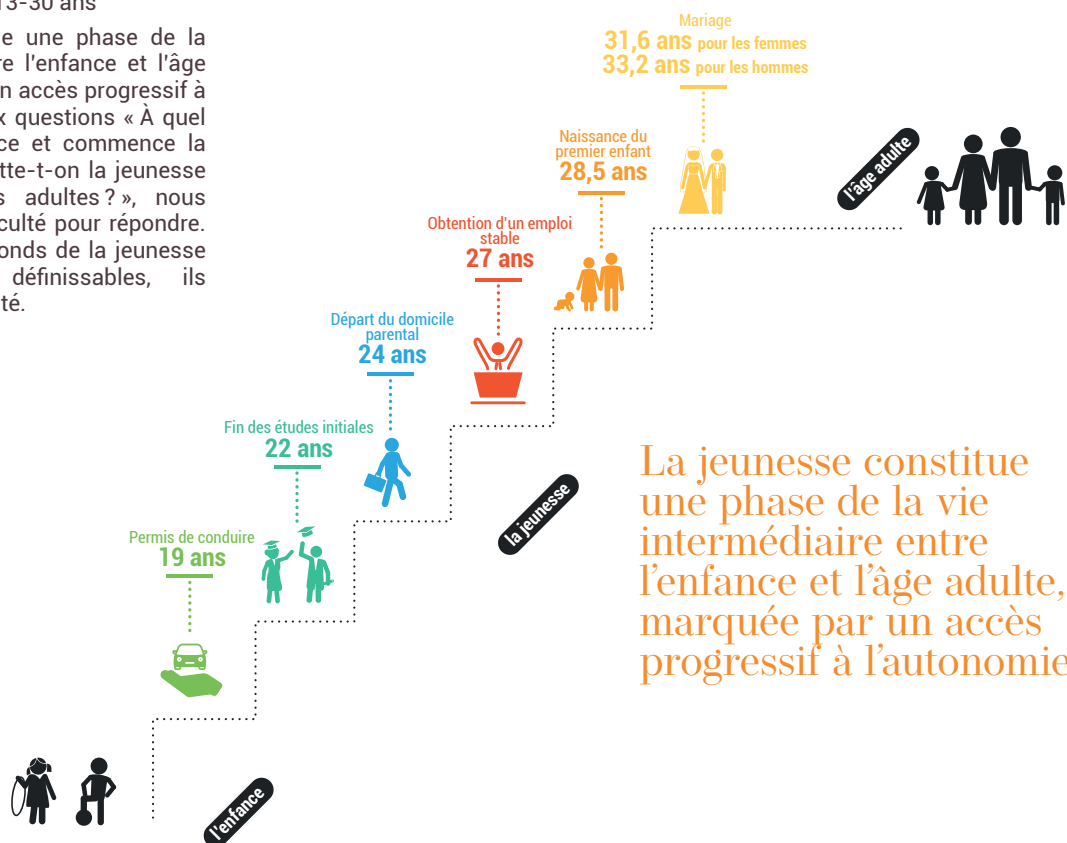 13-30 ans
e une phase de la
re l'enfance et l'âge
n accès progressif à
x questions « À quel
ce et commence la
tte-t-on la jeunesse
s adultes ? », nous
culté pour répondre.
onds de la jeunesse
définissables, ils
té.
Mariage
31,6 ans pour les femmes
33,2 ans pour les hommes
Naissance du
premier enfant
28,5 ans
l'âge adulte
Obtention d'un emploi
stable
27 ans
Départ du domicile
parental
24 ans
Fin des études initiales
22 ans
la jeunesse
Permis de conduire
19 ans
La jeunesse constitue
une phase de la vie
intermédiaire entre
l'enfance et l'âge adulte,
marquée par un accès
progressif à l'autonomie
l'enfance